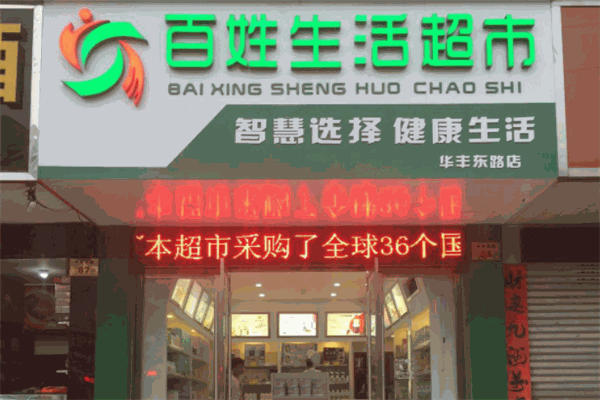 百姓生活超市
BAI XING SHENG HUO CHAO SHI
智慧选择 健康生活
华丰东路店
本超市采购了全球36个国
87